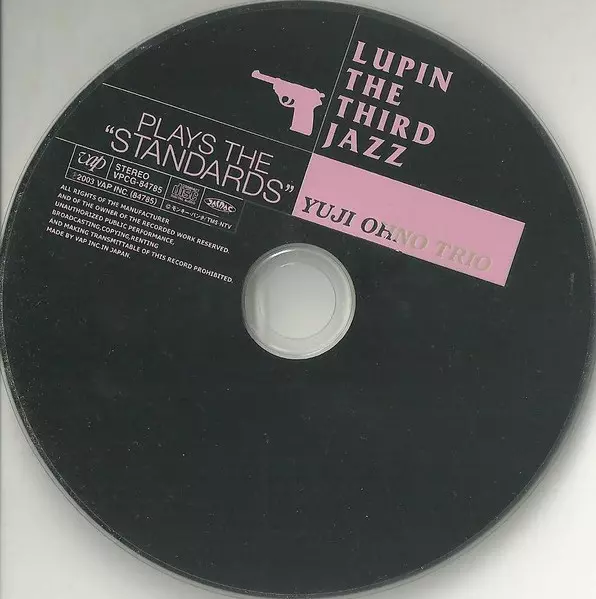 LUPIN
THE
THIRD
JAZZ
PLAYS THE
"STANDARDS"
YUJI OHNO TRIO
vap
STEREO
VPCG-84785
℗2003 VAP INC. (84785)
©モンキー・パンチ/TMS・NTV
ALL RIGHTS OF THE MANUFACTURER
AND OF THE OWNER OF THE RECORDED WORK RESERVED.
UNAUTHORIZED PUBLIC PERFORMANCE,
BROADCASTING,COPYING,RENTING
AND MAKING TRANSMITTABLE OF THIS RECORD PROHIBITED.
MADE BY VAP INC.IN JAPAN.